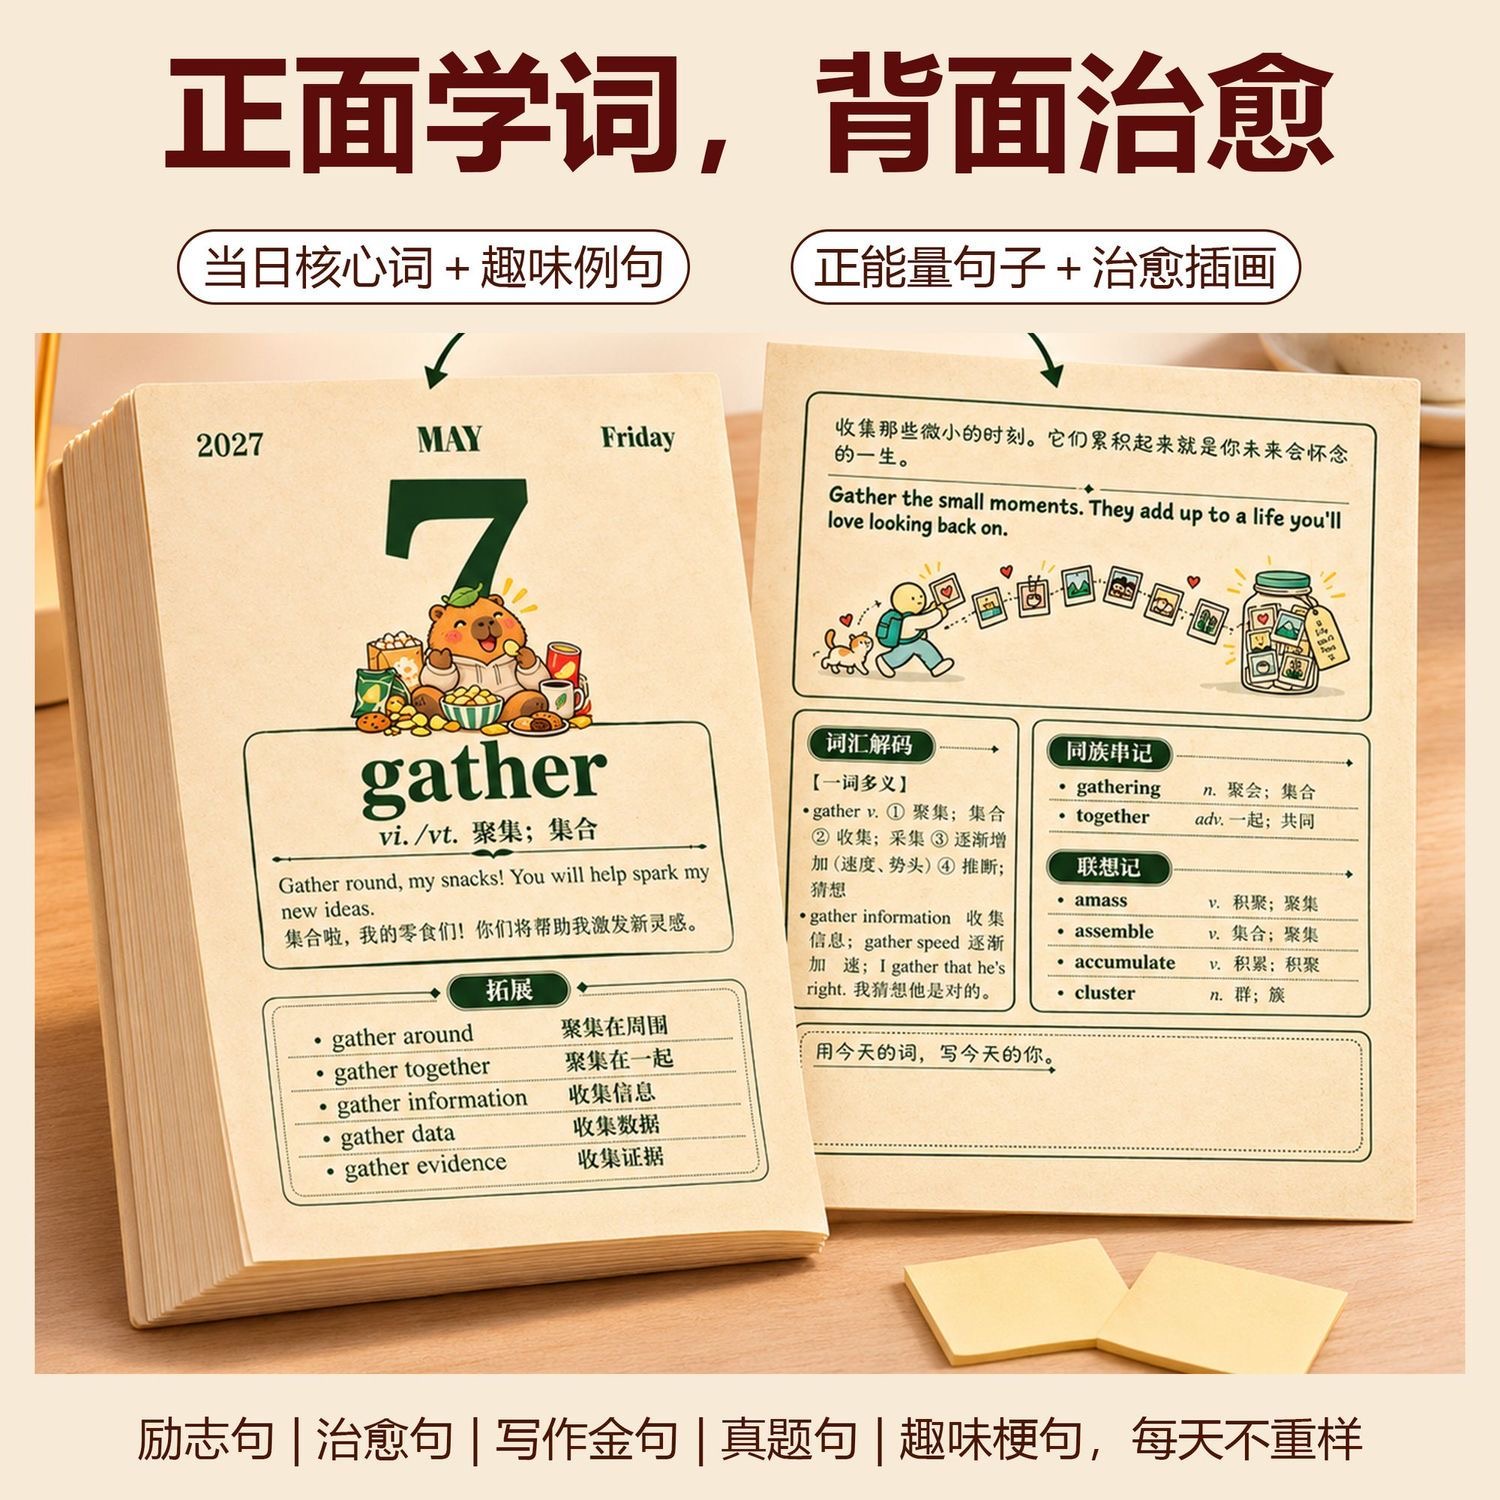 正面学词，背面治愈
当日核心词 + 趣味例句
正能量句子 + 治愈插画
2027 MAY Friday
7
gather
vi./vt. 聚集；集合
Gather round, my snacks! You will help spark my
new ideas.
集合啦，我的零食们！你们将帮助我激发新灵感。
拓展
• gather around 聚集在周围
• gather together 聚集在一起
• gather information 收集信息
• gather data 收集数据
• gather evidence 收集证据
收集那些微小的时刻。它们累积起来就是你未来会怀念
的一生。
Gather the small moments. They add up to a life you'll
love looking back on.
词汇解码
【一词多义】
•gather v. ① 聚集；集合
② 收集；采集 ③ 逐渐增
加（速度、势头）④ 推断；
猜想
•gather information 收集
信息；gather speed 逐渐
加速；I gather that he's
right. 我猜想他是对的。
同族串记
• gathering n. 聚会；集合
• together adv. 一起；共同
联想记
• amass v. 积聚；聚集
• assemble v. 集合；聚集
• accumulate v. 积累；积聚
• cluster n. 群；簇
用今天的词，写今天的你。
励志句 | 治愈句 | 写作金句 | 真题句 | 趣味梗句，每天不重样